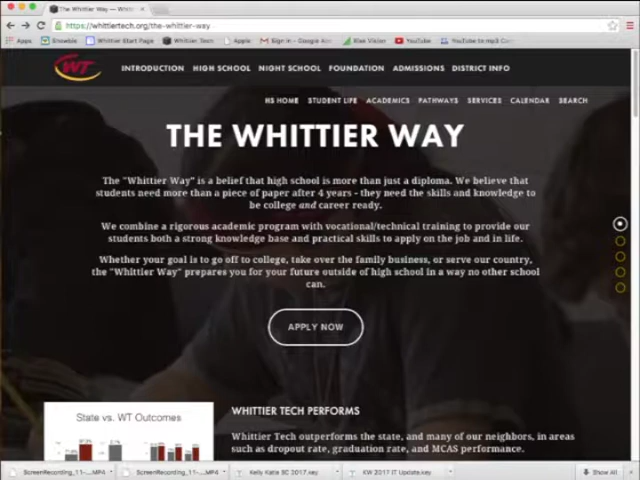 The Whittier Way — Whitt
https://whittiertech.org/the-whittier-way
Apps Showbie Whittier Start Page Whittier Tech Apple Sign in - Google Acc YouTube YouTube to mp3 Con
WT
INTRODUCTION HIGH SCHOOL NIGHT SCHOOL FOUNDATION ADMISSIONS DISTRICT INFO
HS HOME STUDENT LIFE ACADEMICS PATHWAYS SERVICES CALENDAR SEARCH
THE WHITTIER WAY
The "Whittier Way" is a belief that high school is more than just a diploma. We believe that
students need more than a piece of paper after 4 years - they need the skills and knowledge to
be college and career ready.
We combine a rigorous academic program with vocational/technical training to provide our
students both a strong knowledge base and practical skills to apply on the job and in life.
Whether your goal is to go off to college, take over the family business, or serve our country,
the "Whittier Way" prepares you for your future outside of high school in a way no other school
can.
APPLY NOW
State vs. WT Outcomes
WHITTIER TECH PERFORMS
Whittier Tech outperforms the state, and many of our neighbors, in areas
such as dropout rate, graduation rate, and MCAS performance.
ScreenRecording_11-....MP4 ScreenRecording_11-....MP4 Kelly Katie SC 2017.key KW 2017 IT Update.key Show All